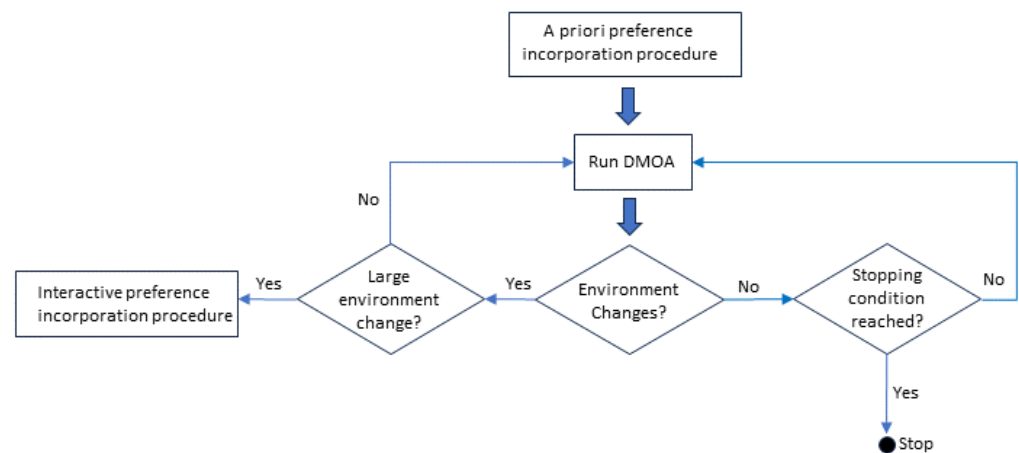 A priori preference
incorporation procedure
Run DMOA
No
Interactive preference
incorporation procedure
Yes
Large
environment
change?
Yes
Environment
Changes?
No
Stopping
condition
reached?
No
Yes
Stop